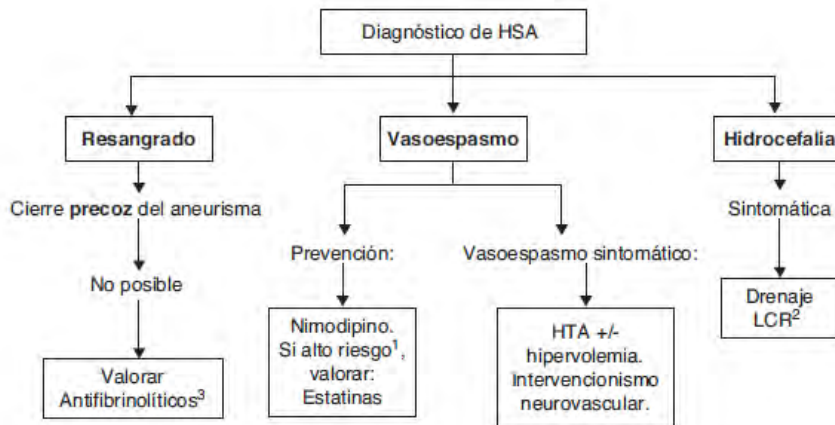 Diagnóstico de HSA
Resangrado
Vasoespasmo
Hidrocefalia
Cierre precoz del aneurisma
Sintomática
Prevención:
Vasoespasmo sintomático:
No posible
Drenaje
LCR²
Nimodipino.
Si alto riesgo¹,
valorar:
Estatinas
HTA +/-
hipervolemia.
Intervencionismo
neurovascular.
Valorar
Antifibrinolíticos³